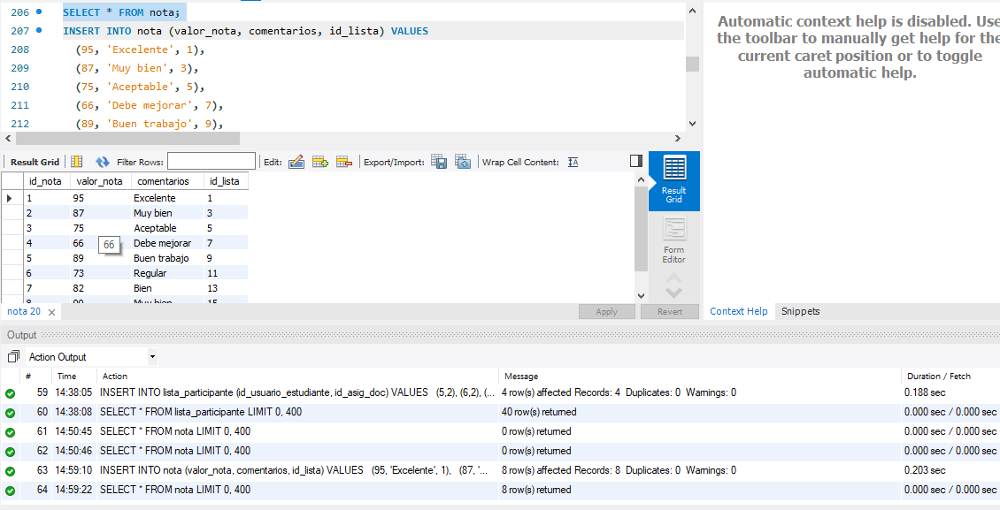 206 SELECT * FROM nota;
207 INSERT INTO nota (valor_nota, comentarios, id_lista) VALUES
208 (95, 'Excelente', 1),
209 (87, 'Muy bien', 3),
210 (75, 'Aceptable', 5),
211 (66, 'Debe mejorar', 7),
212 (89, 'Buen trabajo', 9),
Automatic context help is disabled. Use
the toolbar to manually get help for the
current caret position or to toggle
automatic help.
Result Grid Filter Rows: Edit: Export/Import: Wrap Cell Content: IA
id_nota valor_nota comentarios id_lista
1 95 Excelente 1
2 87 Muy bien 3
3 75 Aceptable 5
4 66 Debe mejorar 7
66
5 89 Buen trabajo 9
6 73 Regular 11
7 82 Bien 13
8 90 Muy bien 15
Result
Grid
Form
Editor
nota 20 Apply Revert
Context Help Snippets
Output
Action Output
# Time Action Message Duration / Fetch
59 14:38:05 INSERT INTO lista_participante (id_usuario_estudiante, id_asig_doc) VALUES (5,2), (6,2), (... 4 row(s) affected Records: 4 Duplicates: 0 Warnings: 0 0.188 sec
60 14:38:08 SELECT * FROM lista_participante LIMIT 0, 400 40 row(s) returned 0.000 sec / 0.000 sec
61 14:50:45 SELECT * FROM nota LIMIT 0, 400 0 row(s) returned 0.000 sec / 0.000 sec
62 14:50:46 SELECT * FROM nota LIMIT 0, 400 0 row(s) returned 0.000 sec / 0.000 sec
63 14:59:10 INSERT INTO nota (valor_nota, comentarios, id_lista) VALUES (95, 'Excelente', 1), (87, '... 8 row(s) affected Records: 8 Duplicates: 0 Warnings: 0 0.203 sec
64 14:59:22 SELECT * FROM nota LIMIT 0, 400 8 row(s) returned 0.000 sec / 0.000 sec